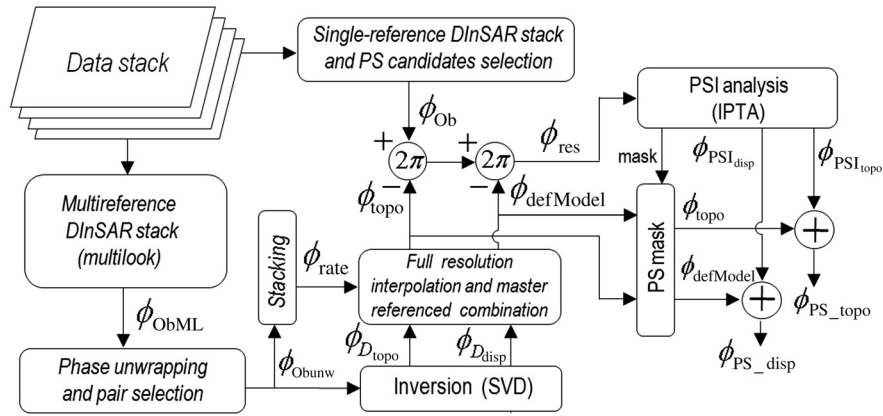 Data stack
Single-reference DInSAR stack
and PS candidates selection
ϕOb
+
2π
−
+
2π
−
ϕres
ϕtopo
ϕdefModel
PSI analysis
(IPTA)
mask
ϕPSIdisp
ϕPSItopo
PS mask
ϕtopo
+
ϕdefModel
+
ϕPS_topo
ϕPS_disp
Multireference
DInSAR stack
(multilook)
ϕObML
Stacking
ϕrate
Full resolution
interpolation and master
referenced combination
ϕDtopo
ϕDdisp
Phase unwrapping
and pair selection
ϕObunw
Inversion (SVD)